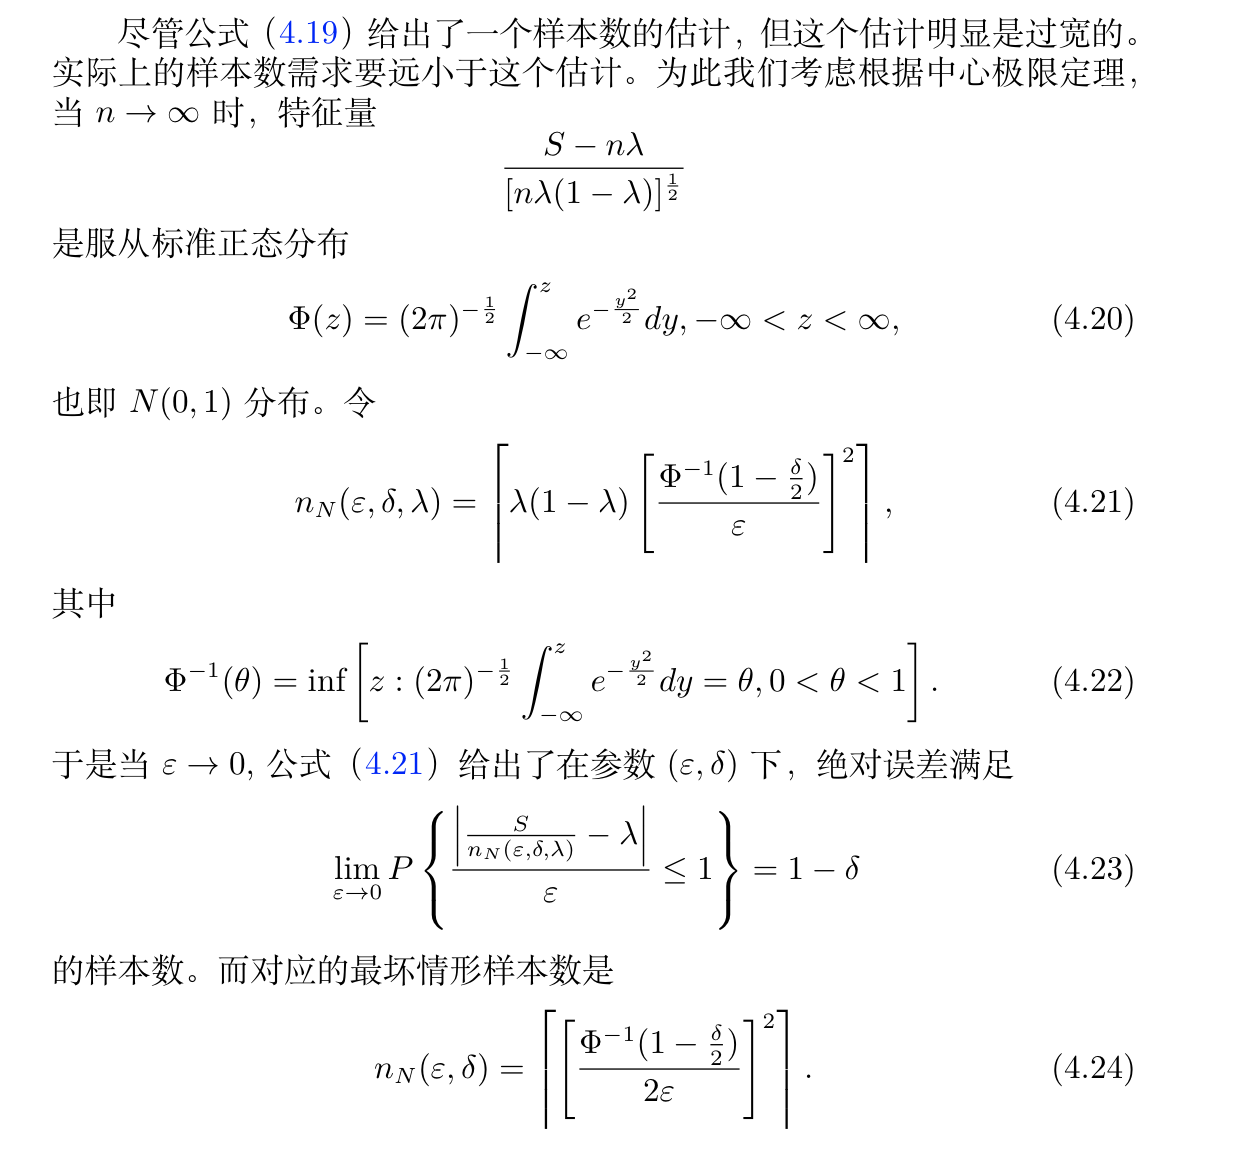 尽管公式（4.19）给出了一个样本数的估计，但这个估计明显是过宽的。
实际上的样本数需求要远小于这个估计。为此我们考虑根据中心极限定理，
当 $n \to \infty$ 时，特征量
$$\frac{S - n\lambda}{[n\lambda(1-\lambda)]^{\frac{1}{2}}}$$
是服从标准正态分布
$$\Phi(z) = (2\pi)^{-\frac{1}{2}} \int_{-\infty}^{z} e^{-\frac{y^2}{2}} dy, -\infty < z < \infty, \quad (4.20)$$
也即 $N(0,1)$ 分布。令
$$n_N(\varepsilon, \delta, \lambda) = \left\lceil \lambda(1-\lambda) \left[ \frac{\Phi^{-1}(1-\frac{\delta}{2})}{\varepsilon} \right]^2 \right\rceil, \quad (4.21)$$
其中
$$\Phi^{-1}(\theta) = \inf \left[ z : (2\pi)^{-\frac{1}{2}} \int_{-\infty}^{z} e^{-\frac{y^2}{2}} dy = \theta, 0 < \theta < 1 \right]. \quad (4.22)$$
于是当 $\varepsilon \to 0$, 公式（4.21）给出了在参数 $(\varepsilon, \delta)$ 下，绝对误差满足
$$\lim_{\varepsilon \to 0} P \left\{ \frac{\left| \frac{S}{n_N(\varepsilon,\delta,\lambda)} - \lambda \right|}{\varepsilon} \leq 1 \right\} = 1 - \delta \quad (4.23)$$
的样本数。而对应的最坏情形样本数是
$$n_N(\varepsilon, \delta) = \left\lceil \left[ \frac{\Phi^{-1}(1-\frac{\delta}{2})}{2\varepsilon} \right]^2 \right\rceil. \quad (4.24)$$